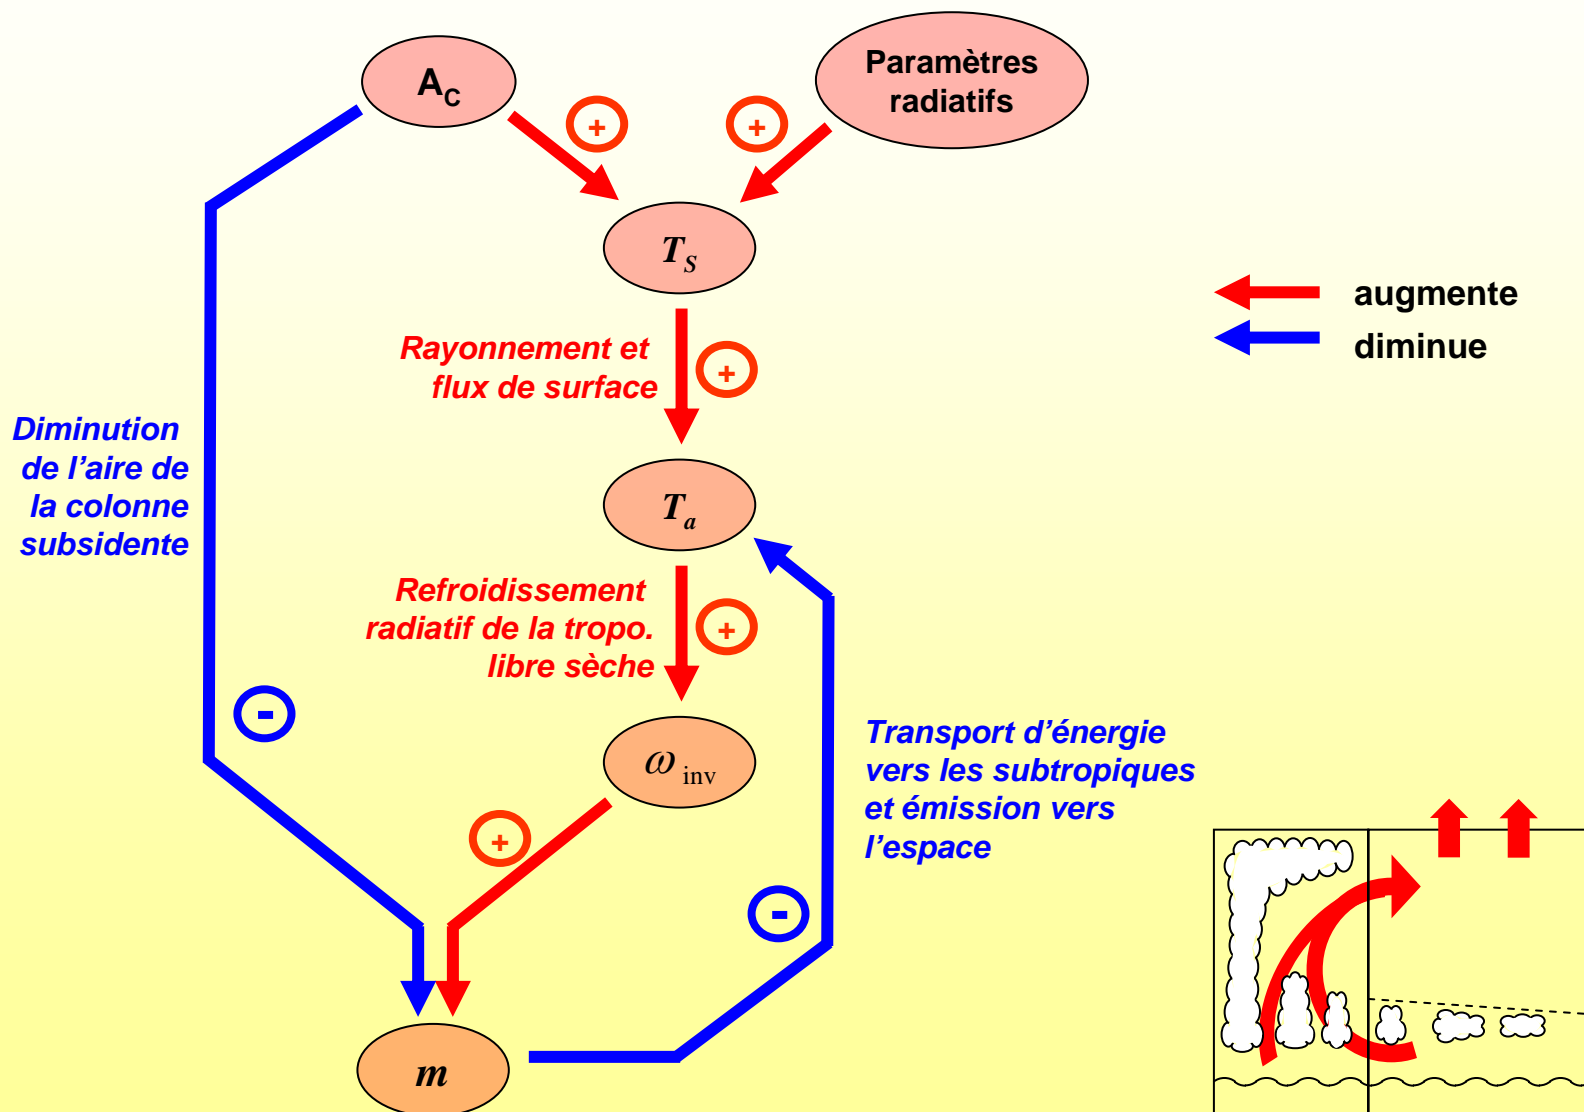 A_C
Paramètres
radiatifs
+
+
T_S
augmente
diminue
Rayonnement et
flux de surface
+
Diminution
de l'aire de
la colonne
subsidente
T_a
Refroidissement
radiatif de la tropo.
libre sèche
+
-
ω inv
Transport d'énergie
vers les subtropiques
et émission vers
l'espace
+
-
m